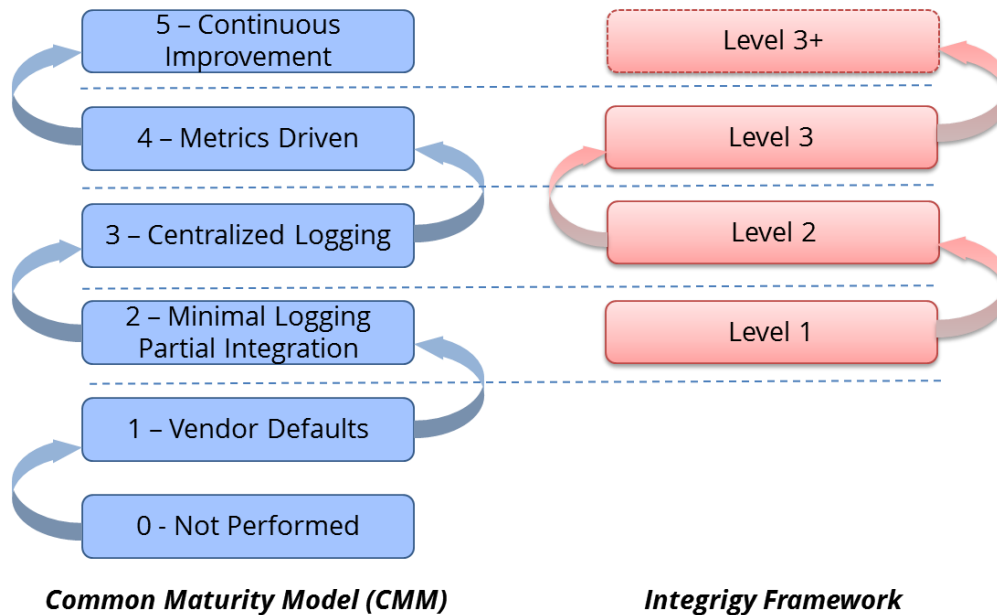 5 – Continuous
Improvement
Level 3+
4 – Metrics Driven
Level 3
3 – Centralized Logging
Level 2
2 – Minimal Logging
Partial Integration
Level 1
1 – Vendor Defaults
0 - Not Performed
Common Maturity Model (CMM)
Integrigy Framework